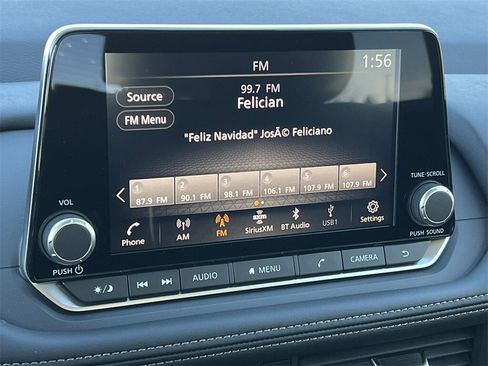 FM
1:56
99.7 FM
Source
Felician
FM Menu
"Feliz Navidad" JosÃ© Feliciano
1 2 3 4 5 6
87.9 FM 90.1 FM 98.1 FM 106.1 FM 107.9 FM 107.9 FM
Phone AM FM SiriusXM BT Audio USB1 Settings
VOL
TUNE·SCROLL
PUSH
PUSH SOUND
AUDIO MENU CAMERA